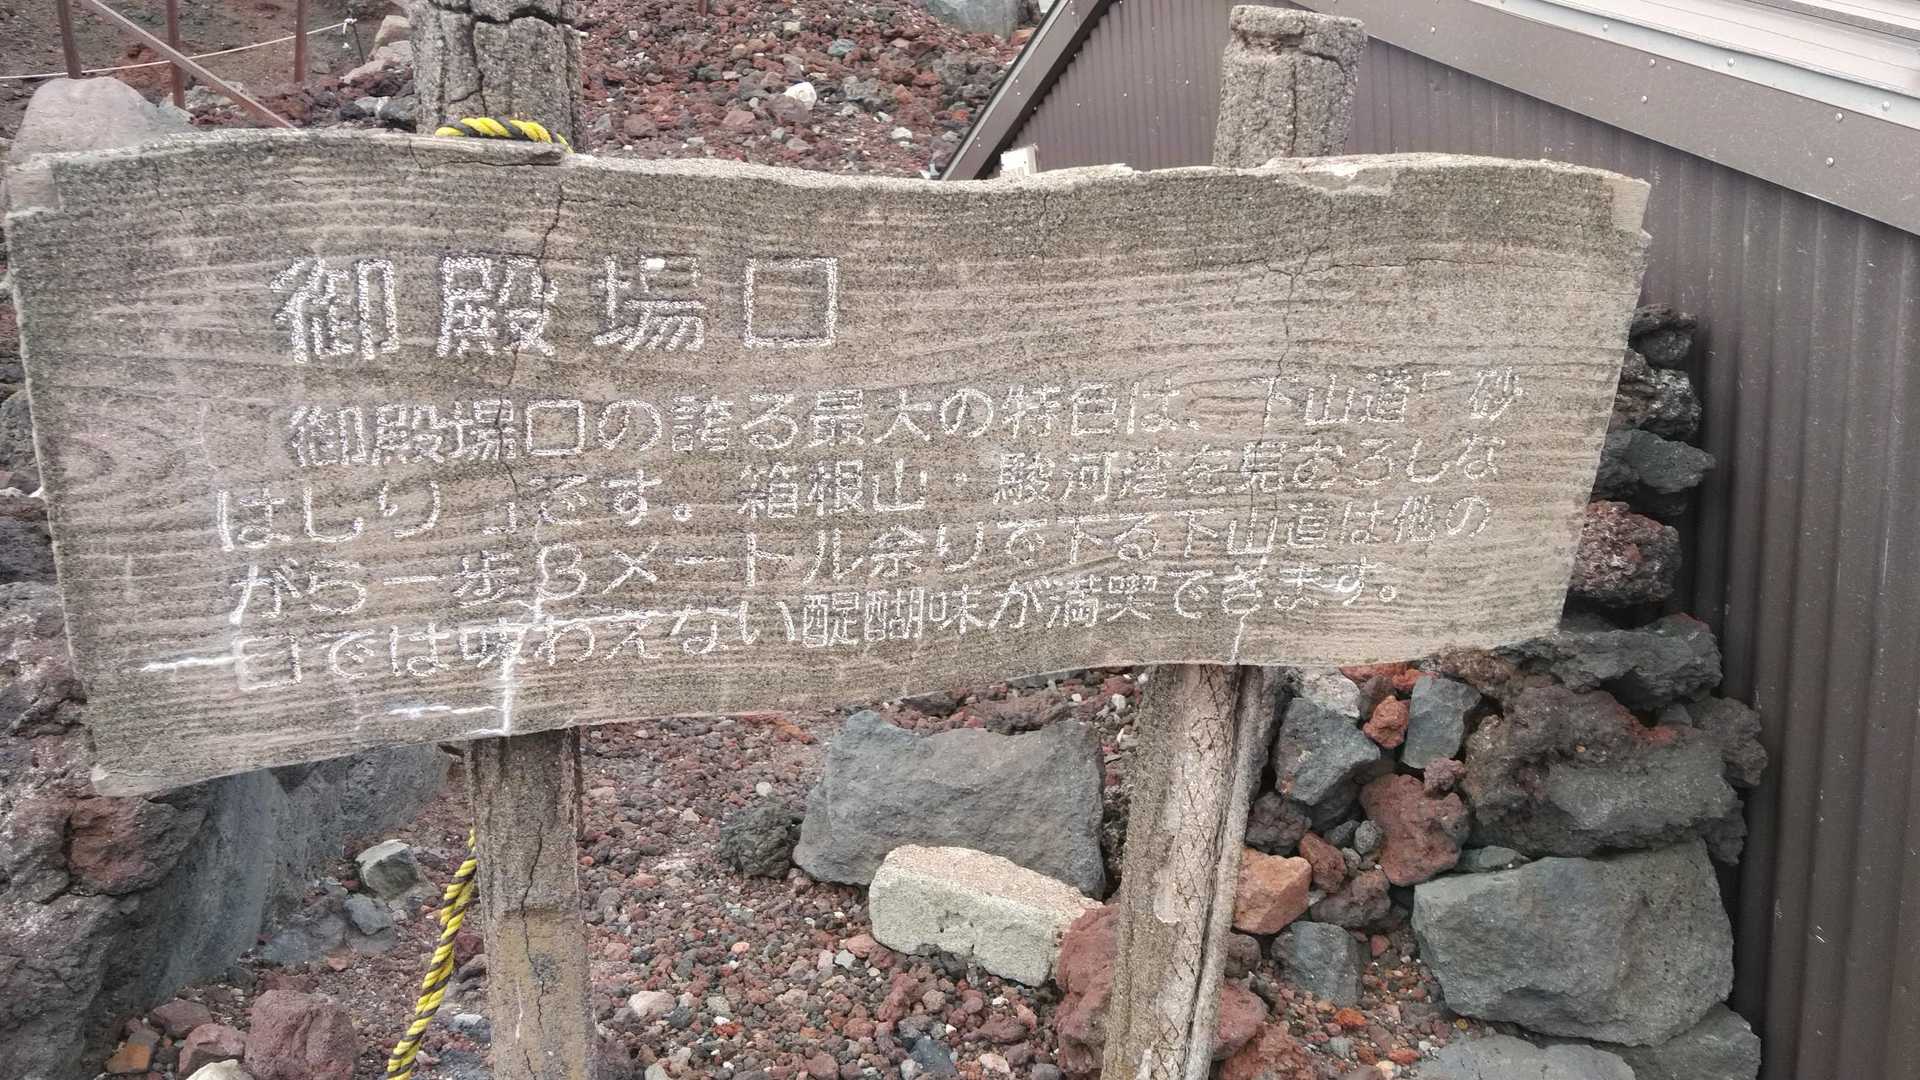 御殿場口
御殿場口の誇る最大の特色は、下山道「砂
はしり」です。箱根山・駿河湾を見おろしな
がら一歩3メートル余りで下る下山道は他の
口では味わえない醍醐味が満喫できます。